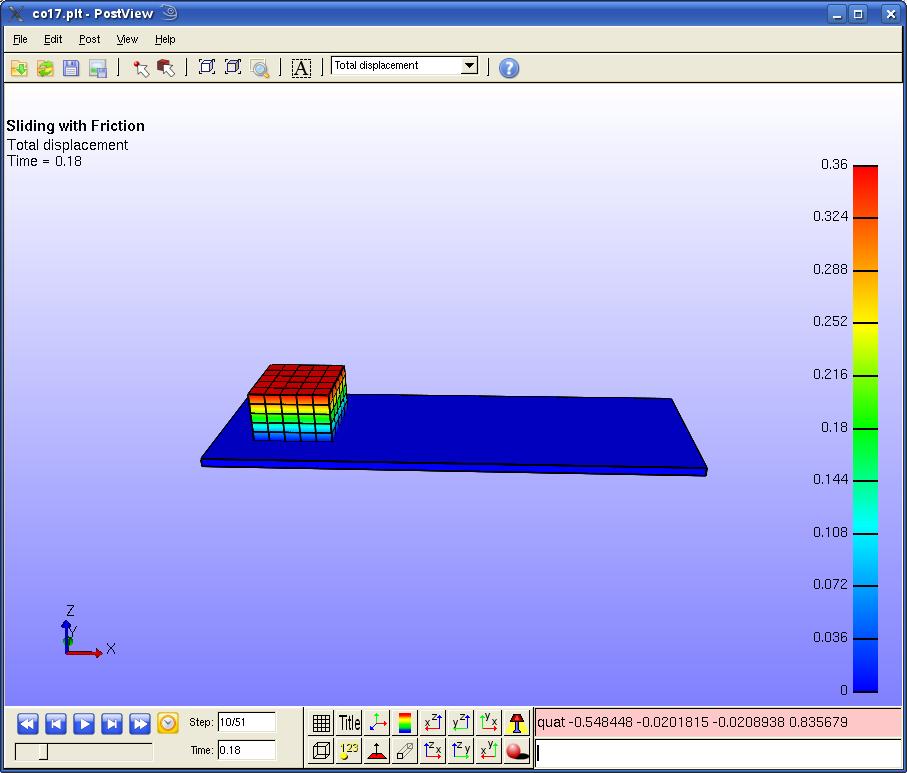 co17.plt - PostView
File Edit Post View Help
A Total displacement ?
Sliding with Friction
Total displacement
Time = 0.18
0.36
0.324
0.288
0.252
0.216
0.18
0.144
0.108
0.072
0.036
0
Z
Y
X
Step: 10/51
Time: 0.18
Title
123
quat -0.548448 -0.0201815 -0.0208938 0.835679